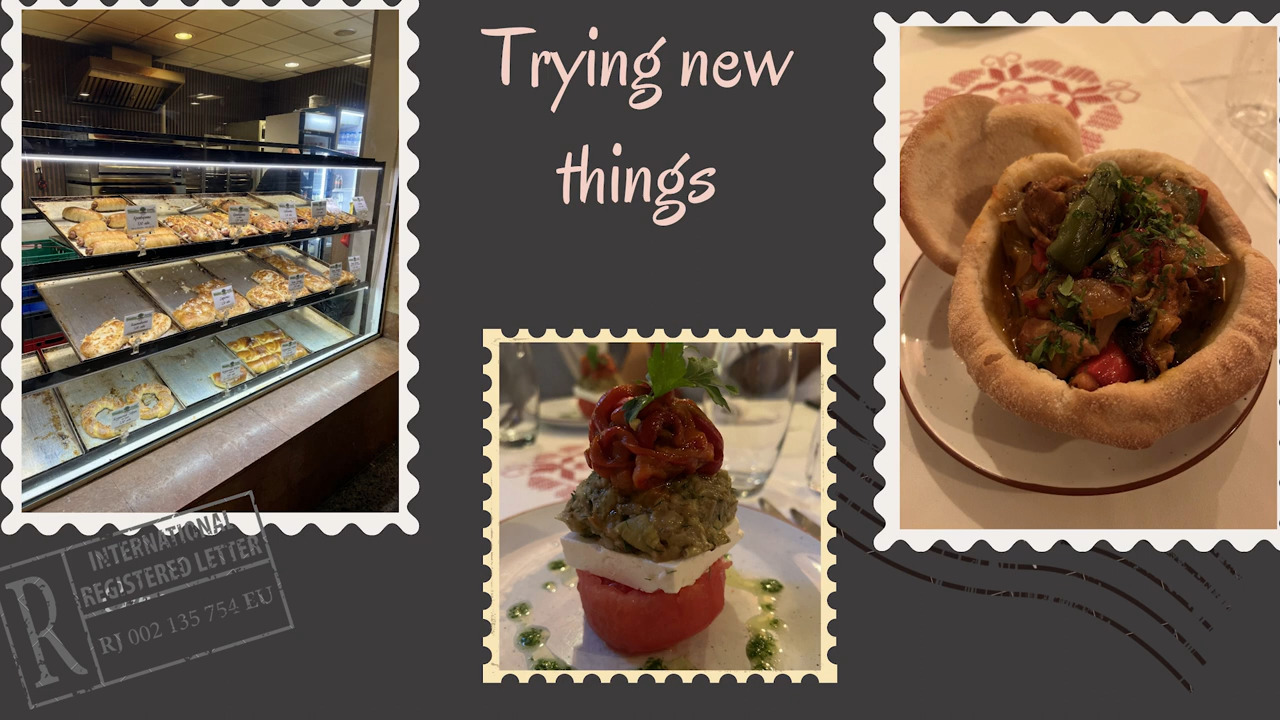 Trying new
things
INTERNATIONAL
REGISTERED LETTER
R
RJ 002 135 754 EU